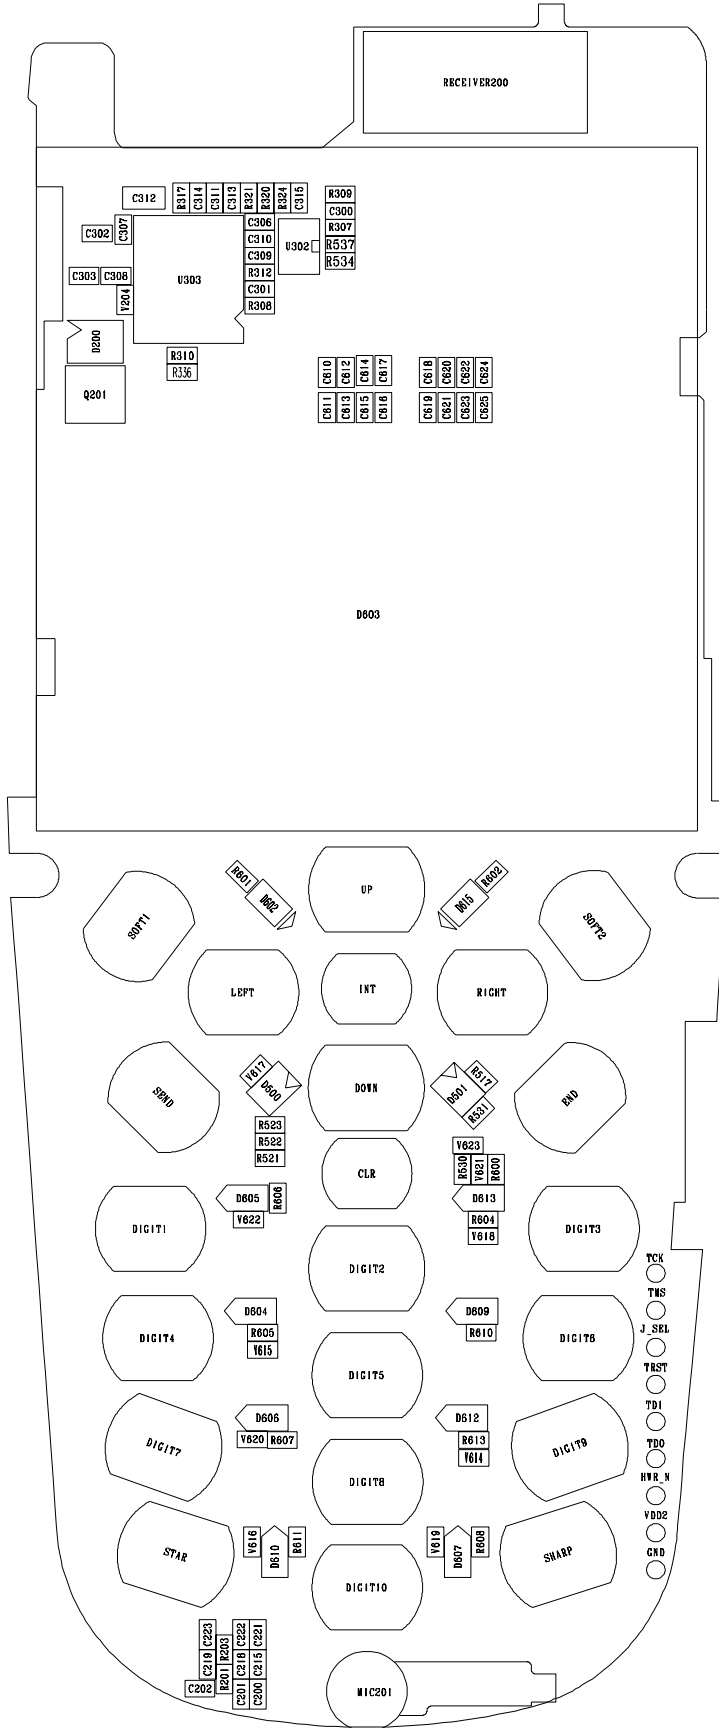 RECEIVER200
C312
R317
C314
C311
C313
R321
R320
R324
C315
R309
C300
R307
R537
R534
C302
C307
C306
C310
C309
R312
C301
R308
U302
C303
C308
V204
U303
D200
R310
R336
Q201
C610
C612
C614
C617
C618
C620
C622
C624
C611
C613
C615
C616
C619
C621
C623
C625
D603
R601
D602
UP
D615
R602
SOFT1
SOFT2
LEFT
INT
RIGHT
V617
D500
DOWN
D501
R517
R531
SEND
END
R523
R522
R521
CLR
V623
R530
V621
R600
D605
R606
V622
D613
R604
V618
DIGIT1
DIGIT2
DIGIT3
TCK
TMS
J_SEL
TRST
TDI
TDO
HWR_N
VDD2
GND
D604
R605
V615
D609
R610
DIGIT4
DIGIT5
DIGIT6
D606
V620
R607
D612
R613
V614
DIGIT7
DIGIT8
DIGIT9
V616
D610
R611
V619
D607
R608
STAR
DIGIT10
SHARP
C223
R203
C222
C221
C219
R201
C218
C215
C202
C201
C200
MIC201